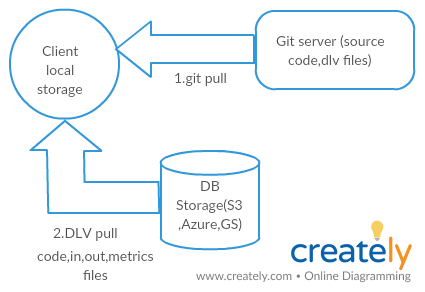 Client
local
storage
Git server (source
code,dlv files)
1.git pull
DB
Storage(S3
,Azure,GS)
2.DLV pull
code,in,out,metrics
files
creately
www.creately.com • Online Diagramming